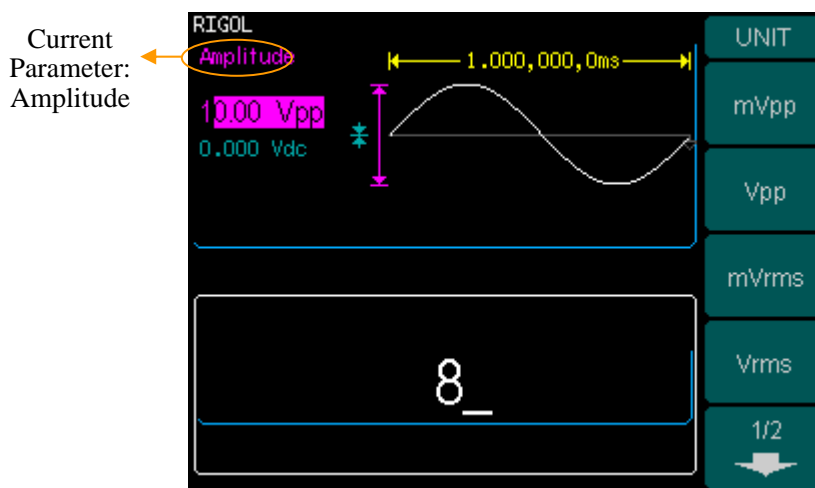 Current
Parameter:
Amplitude
RIGOL
Amplitude
1.000,000,0ms
10.00 Vpp
0.000 Vdc
8_
UNIT
mVpp
Vpp
mVrms
Vrms
1/2